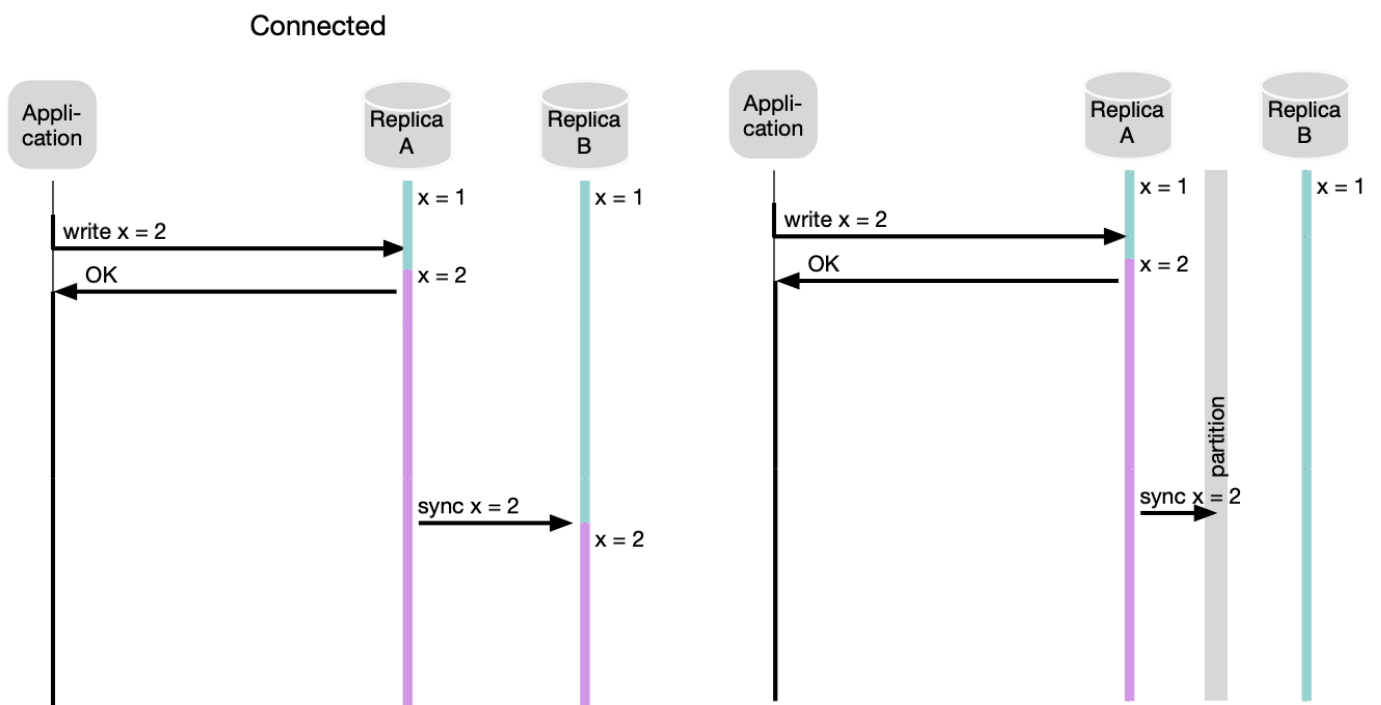 Connected
Appli-
cation
Replica
A
Replica
B
x = 1
x = 1
write x = 2
OK
x = 2
sync x = 2
x = 2
Appli-
cation
Replica
A
Replica
B
x = 1
x = 1
write x = 2
OK
x = 2
partition
sync x = 2